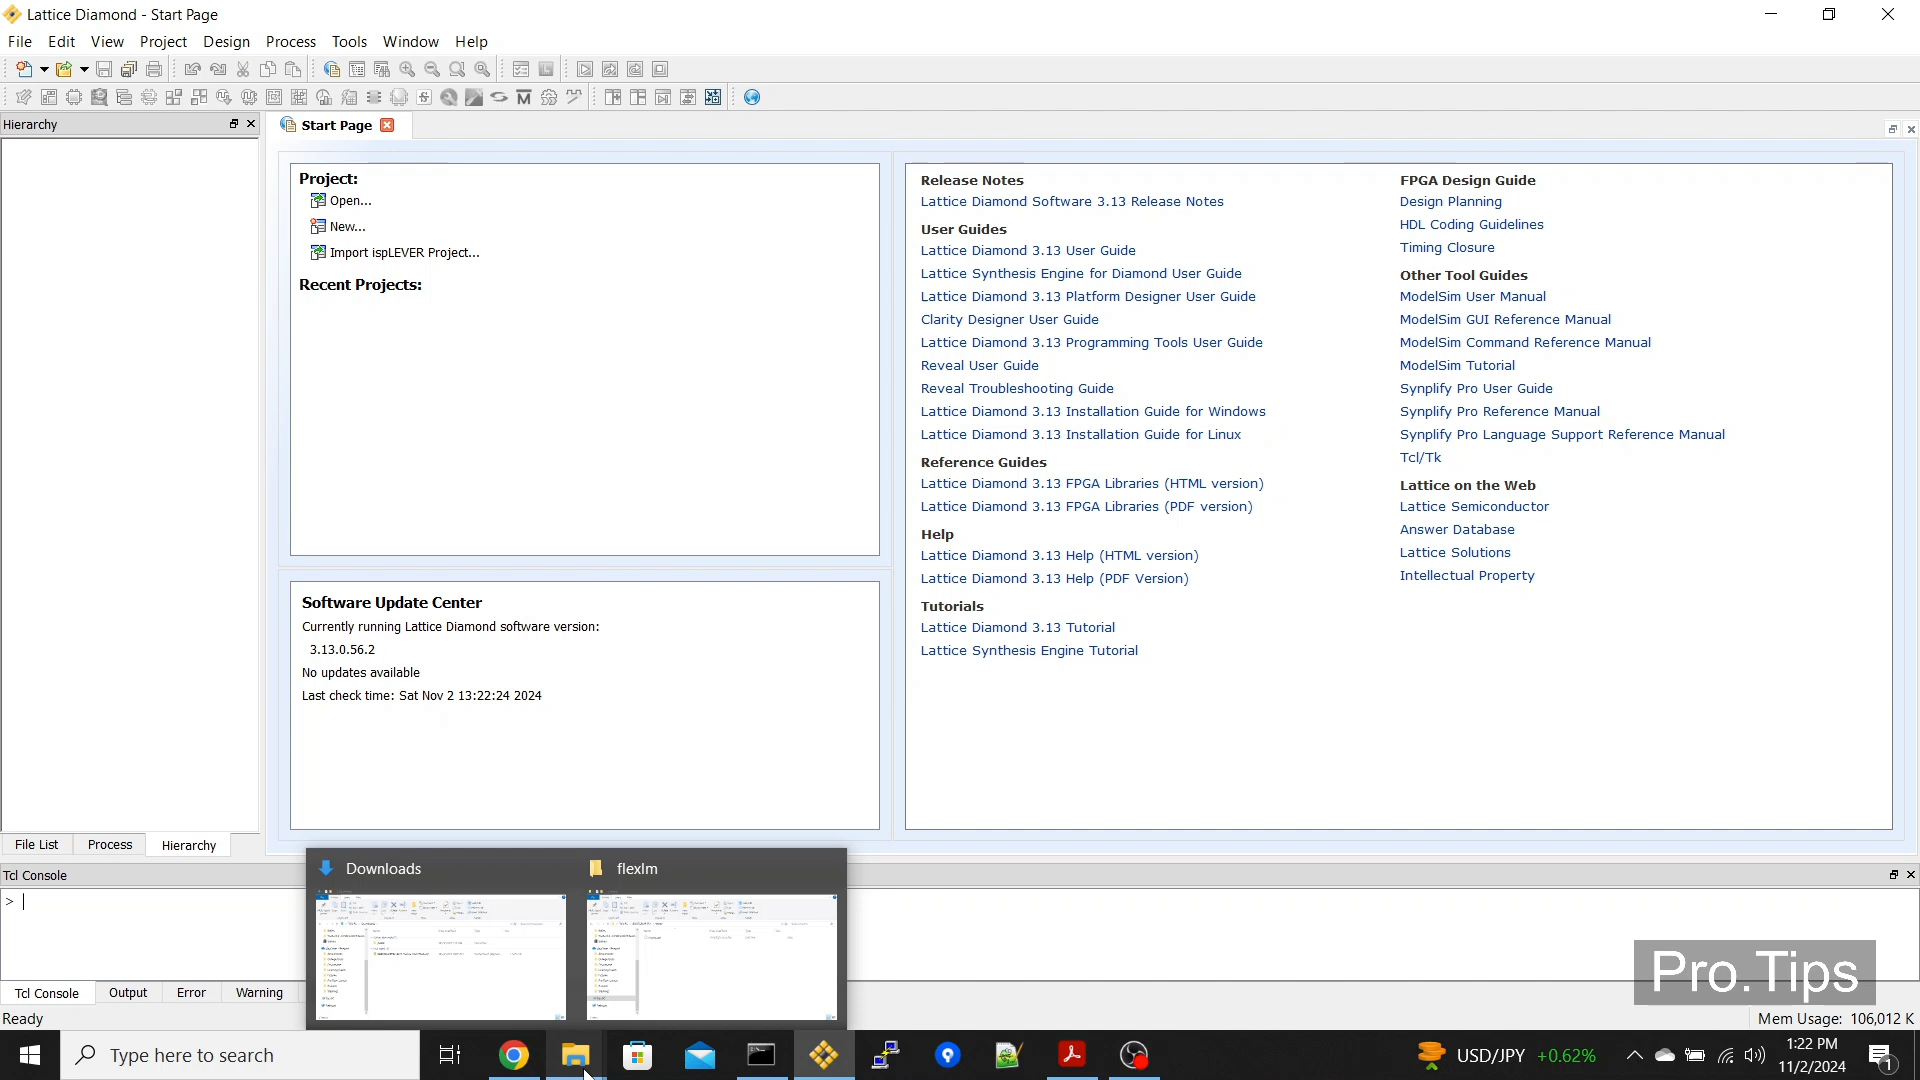 Lattice Diamond - Start Page
File Edit View Project Design Process Tools Window Help
Hierarchy
Start Page
Project:
Open...
New...
Import ispLEVER Project...
Recent Projects:
Software Update Center
Currently running Lattice Diamond software version:
3.13.0.56.2
No updates available
Last check time: Sat Nov 2 13:22:24 2024
Release Notes
Lattice Diamond Software 3.13 Release Notes
User Guides
Lattice Diamond 3.13 User Guide
Lattice Synthesis Engine for Diamond User Guide
Lattice Diamond 3.13 Platform Designer User Guide
Clarity Designer User Guide
Lattice Diamond 3.13 Programming Tools User Guide
Reveal User Guide
Reveal Troubleshooting Guide
Lattice Diamond 3.13 Installation Guide for Windows
Lattice Diamond 3.13 Installation Guide for Linux
Reference Guides
Lattice Diamond 3.13 FPGA Libraries (HTML version)
Lattice Diamond 3.13 FPGA Libraries (PDF version)
Help
Lattice Diamond 3.13 Help (HTML version)
Lattice Diamond 3.13 Help (PDF Version)
Tutorials
Lattice Diamond 3.13 Tutorial
Lattice Synthesis Engine Tutorial
FPGA Design Guide
Design Planning
HDL Coding Guidelines
Timing Closure
Other Tool Guides
ModelSim User Manual
ModelSim GUI Reference Manual
ModelSim Command Reference Manual
ModelSim Tutorial
Synplify Pro User Guide
Synplify Pro Reference Manual
Synplify Pro Language Support Reference Manual
Tcl/Tk
Lattice on the Web
Lattice Semiconductor
Answer Database
Lattice Solutions
Intellectual Property
File List Process Hierarchy
Tcl Console
>
Downloads
flexlm
Pro.Tips
Tcl Console Output Error Warning
Ready
Mem Usage: 106,012 K
Type here to search
USD/JPY +0.62%
1:22 PM
11/2/2024
1